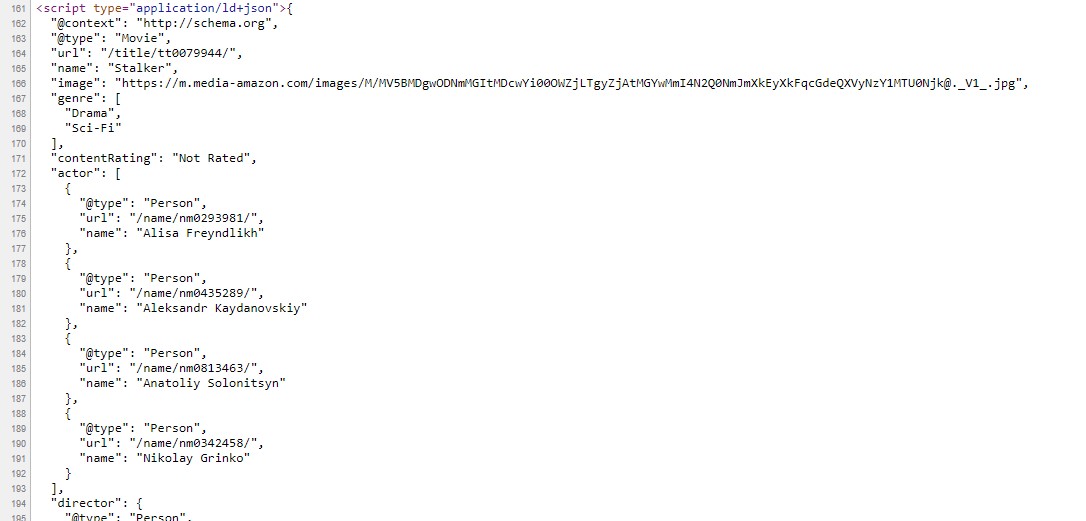 161 <script type="application/ld+json">{
162 "@context": "http://schema.org",
163 "@type": "Movie",
164 "url": "/title/tt0079944/",
165 "name": "Stalker",
166 "image": "https://m.media-amazon.com/images/M/MV5BMDgwODNmMGItMDcwYi00OWZjLTgyZjAtMGYwMmI4N2Q0NmJmXkEyXkFqcGdeQXVyNzY1MTU0Njk@._V1_.jpg",
167 "genre": [
168 "Drama",
169 "Sci-Fi"
170 ],
171 "contentRating": "Not Rated",
172 "actor": [
173 {
174 "@type": "Person",
175 "url": "/name/nm0293981/",
176 "name": "Alisa Freyndlikh"
177 },
178 {
179 "@type": "Person",
180 "url": "/name/nm0435289/",
181 "name": "Aleksandr Kaydanovskiy"
182 },
183 {
184 "@type": "Person",
185 "url": "/name/nm0813463/",
186 "name": "Anatoliy Solonitsyn"
187 },
188 {
189 "@type": "Person",
190 "url": "/name/nm0342458/",
191 "name": "Nikolay Grinko"
192 }
193 ],
194 "director": {
195 "@type": "Person",